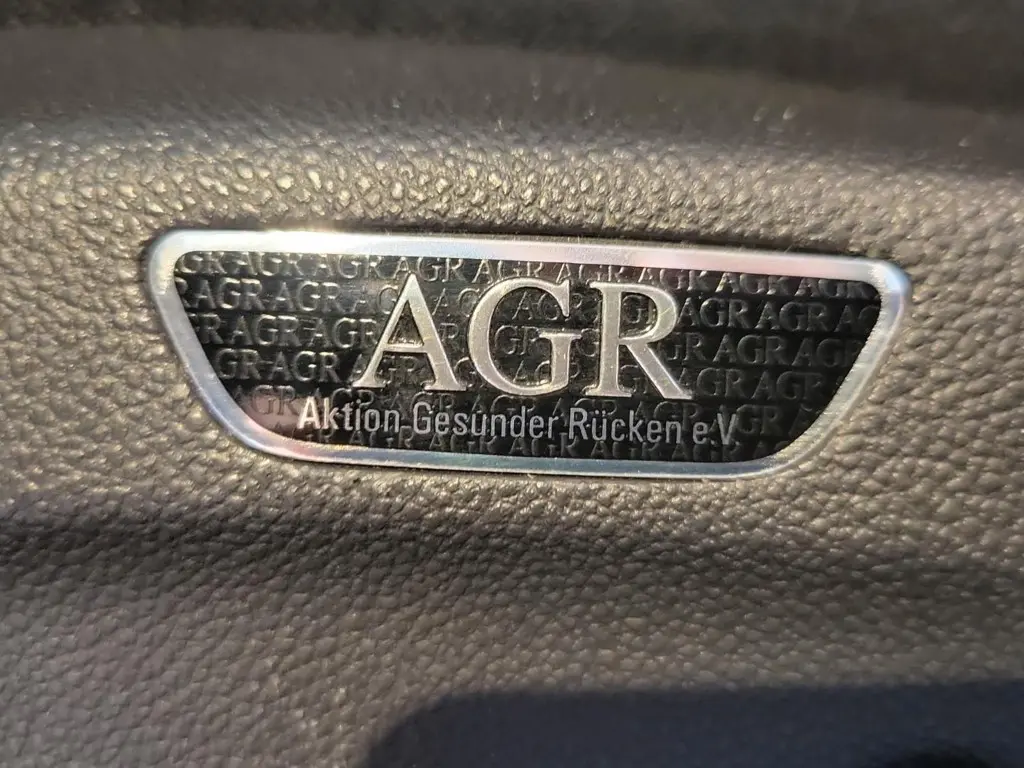 AGR
Aktion Gesunder Rücken e.V.